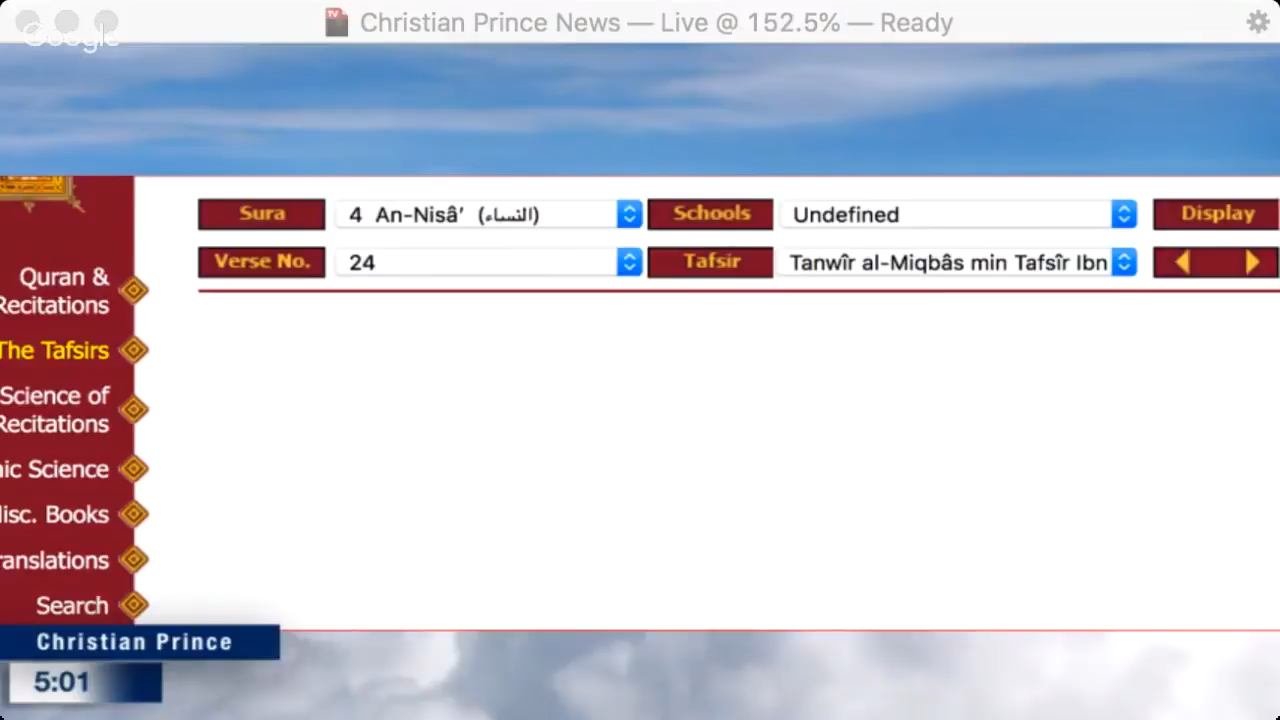 Christian Prince News — Live @ 152.5% — Ready
Google
Sura 4 An-Nisâ' (النساء) Schools Undefined Display
Verse No. 24 Tafsir Tanwîr al-Miqbâs min Tafsîr Ibn
Quran &
Recitations
The Tafsirs
Science of
Recitations
ic Science
isc. Books
ranslations
Search
Christian Prince
5:01